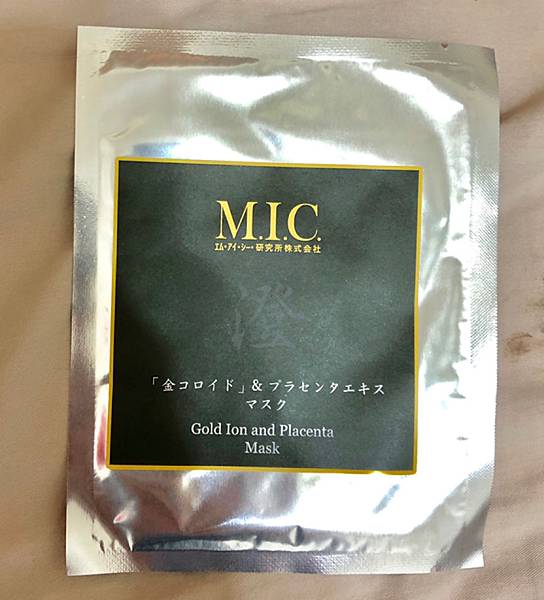 M.I.C.
エム・アイ・シー・研究所株式会社
澄
「金コロイド」&プラセンタエキス
マスク
Gold Ion and Placenta
Mask